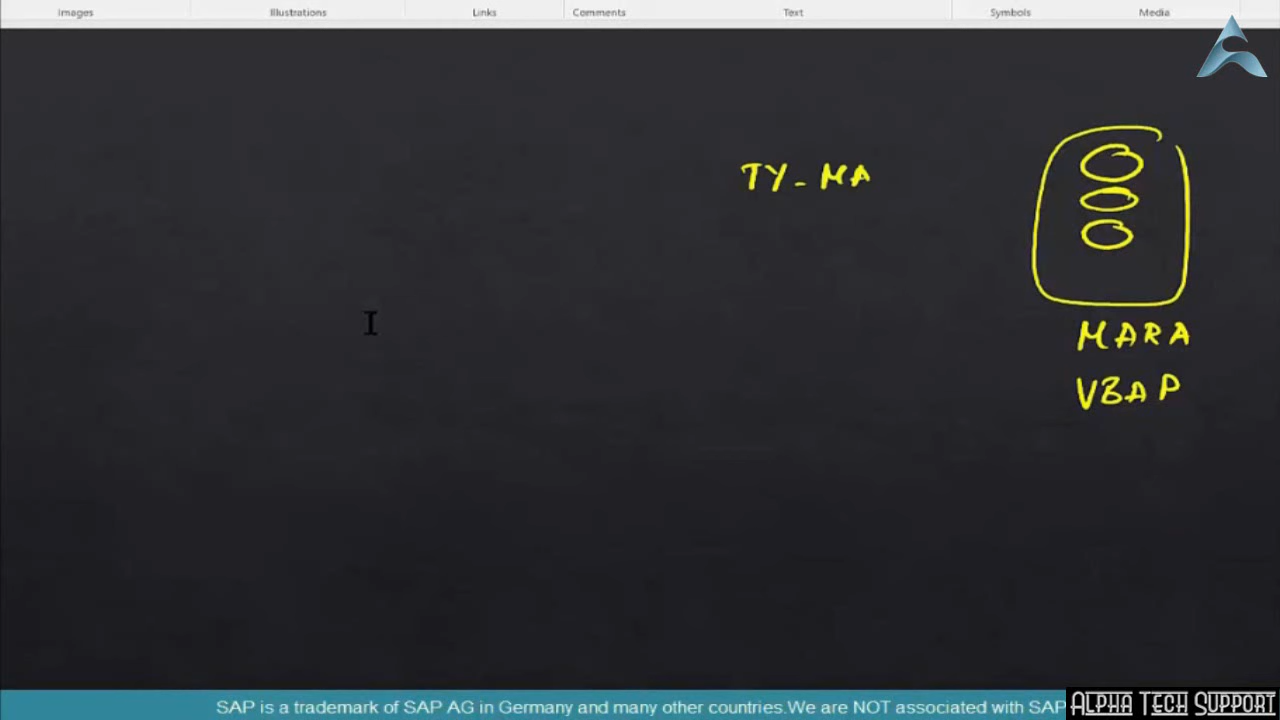 Images Illustrations Links Comments Text Symbols Media
TY-MA
MARA
VBAP
SAP is a trademark of SAP AG in Germany and many other countries.We are NOT associated with SAP
ALPHA TECH SUPPORT